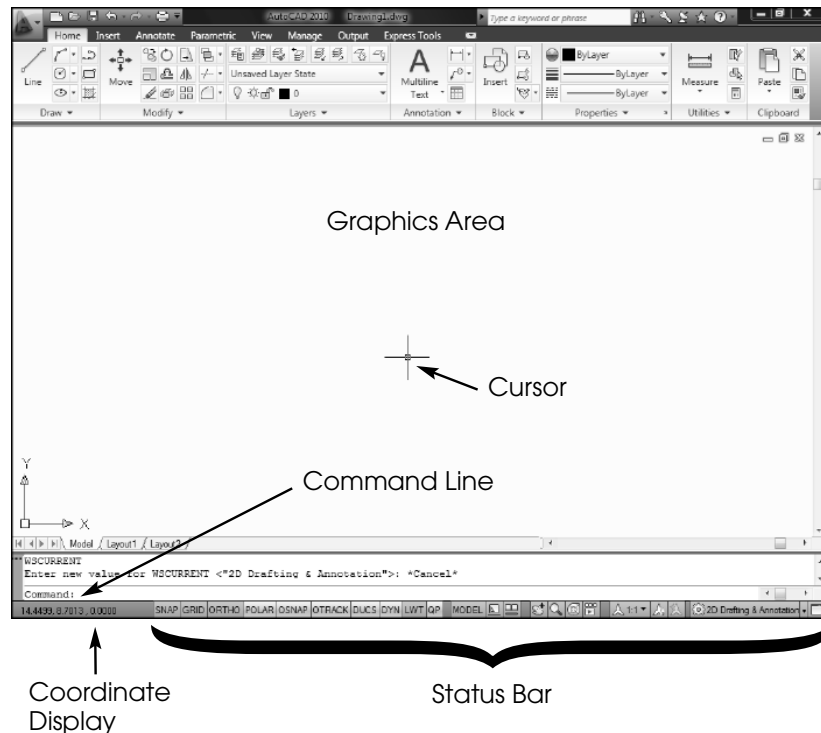 AutoCAD 2010 Drawing1.dwg Type a keyword or phrase
Home Insert Annotate Parametric View Manage Output Express Tools
Line Move Unsaved Layer State 0 Multiline Text Insert ByLayer ByLayer ByLayer Measure Paste
Draw Modify Layers Annotation Block Properties Utilities Clipboard
Graphics Area
Cursor
Y
Command Line
X
Model Layout1 Layout2
WSCURRENT
Enter new value for WSCURRENT <"2D Drafting & Annotation">: *Cancel*
Command:
14.4499, 8.7013 , 0.0000 SNAP GRID ORTHO POLAR OSNAP OTRACK DUCS DYN LWT QP MODEL 1:1 2D Drafting & Annotation
Coordinate
Display
Status Bar